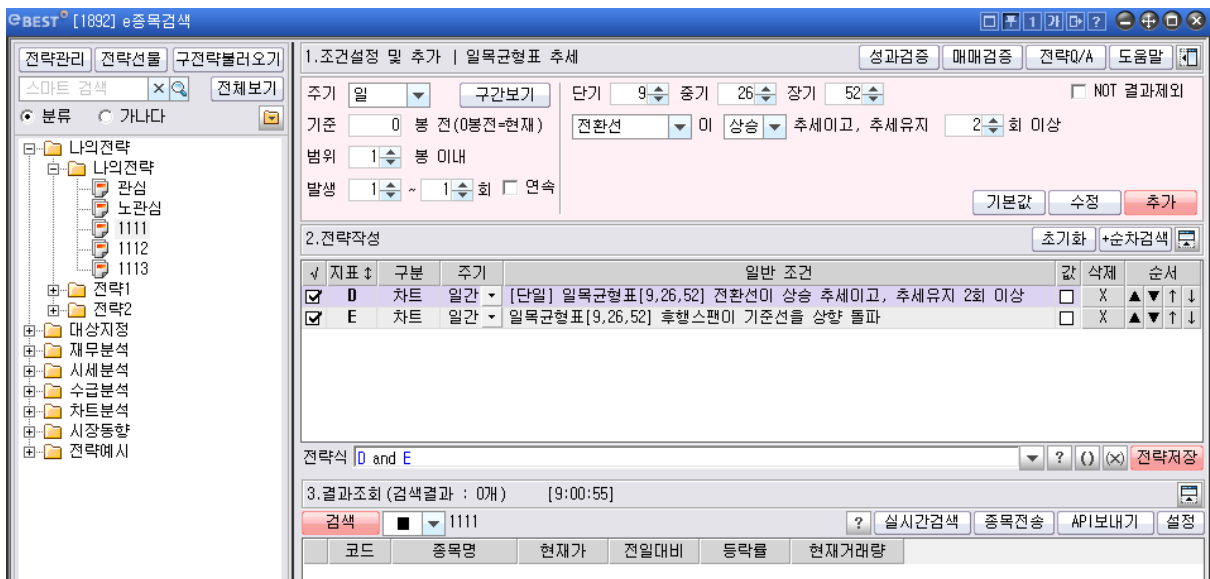 eBEST [1892] e종목검색
1 가 ?
전략관리 전략선물 구전략불러오기
스마트 검색 전체보기
분류 가나다
나의전략
나의전략
관심
노관심
1111
1112
1113
전략1
전략2
대상지정
재무분석
시세분석
수급분석
차트분석
시장동향
전략예시
1.조건설정 및 추가 | 일목균형표 추세 성과검증 매매검증 전략Q/A 도움말
주기 일 구간보기 단기 9 중기 26 장기 52 NOT 결과제외
기준 0 봉 전(0봉전=현재) 전환선 이 상승 추세이고, 추세유지 2 회 이상
범위 1 봉 이내
발생 1 ~ 1 회 연속
기본값 수정 추가
2.전략작성 초기화 +순차검색
√ 지표 ↕ 구분 주기 일반 조건 값 삭제 순서
D 차트 일간 [단일] 일목균형표[9,26,52] 전환선이 상승 추세이고, 추세유지 2회 이상 X ▲ ▼ ↑ ↓
E 차트 일간 일목균형표[9,26,52] 후행스팬이 기준선을 상향 돌파 X ▲ ▼ ↑ ↓
전략식 D and E ? () (×) 전략저장
3.결과조회 (검색결과 : 0개) [9:00:55]
검색 1111 ? 실시간검색 종목전송 API보내기 설정
코드 종목명 현재가 전일대비 등락률 현재거래량